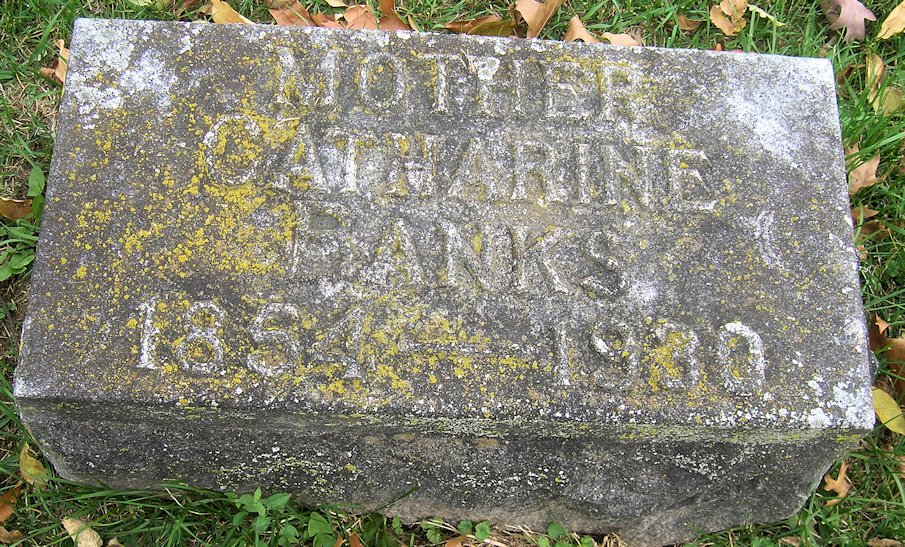 MOTHER
CATHARINE
BANKS
1854 — 1930